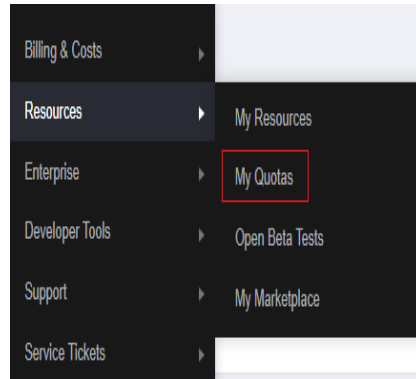 Billing & Costs
Resources
Enterprise
Developer Tools
Support
Service Tickets
My Resources
My Quotas
Open Beta Tests
My Marketplace